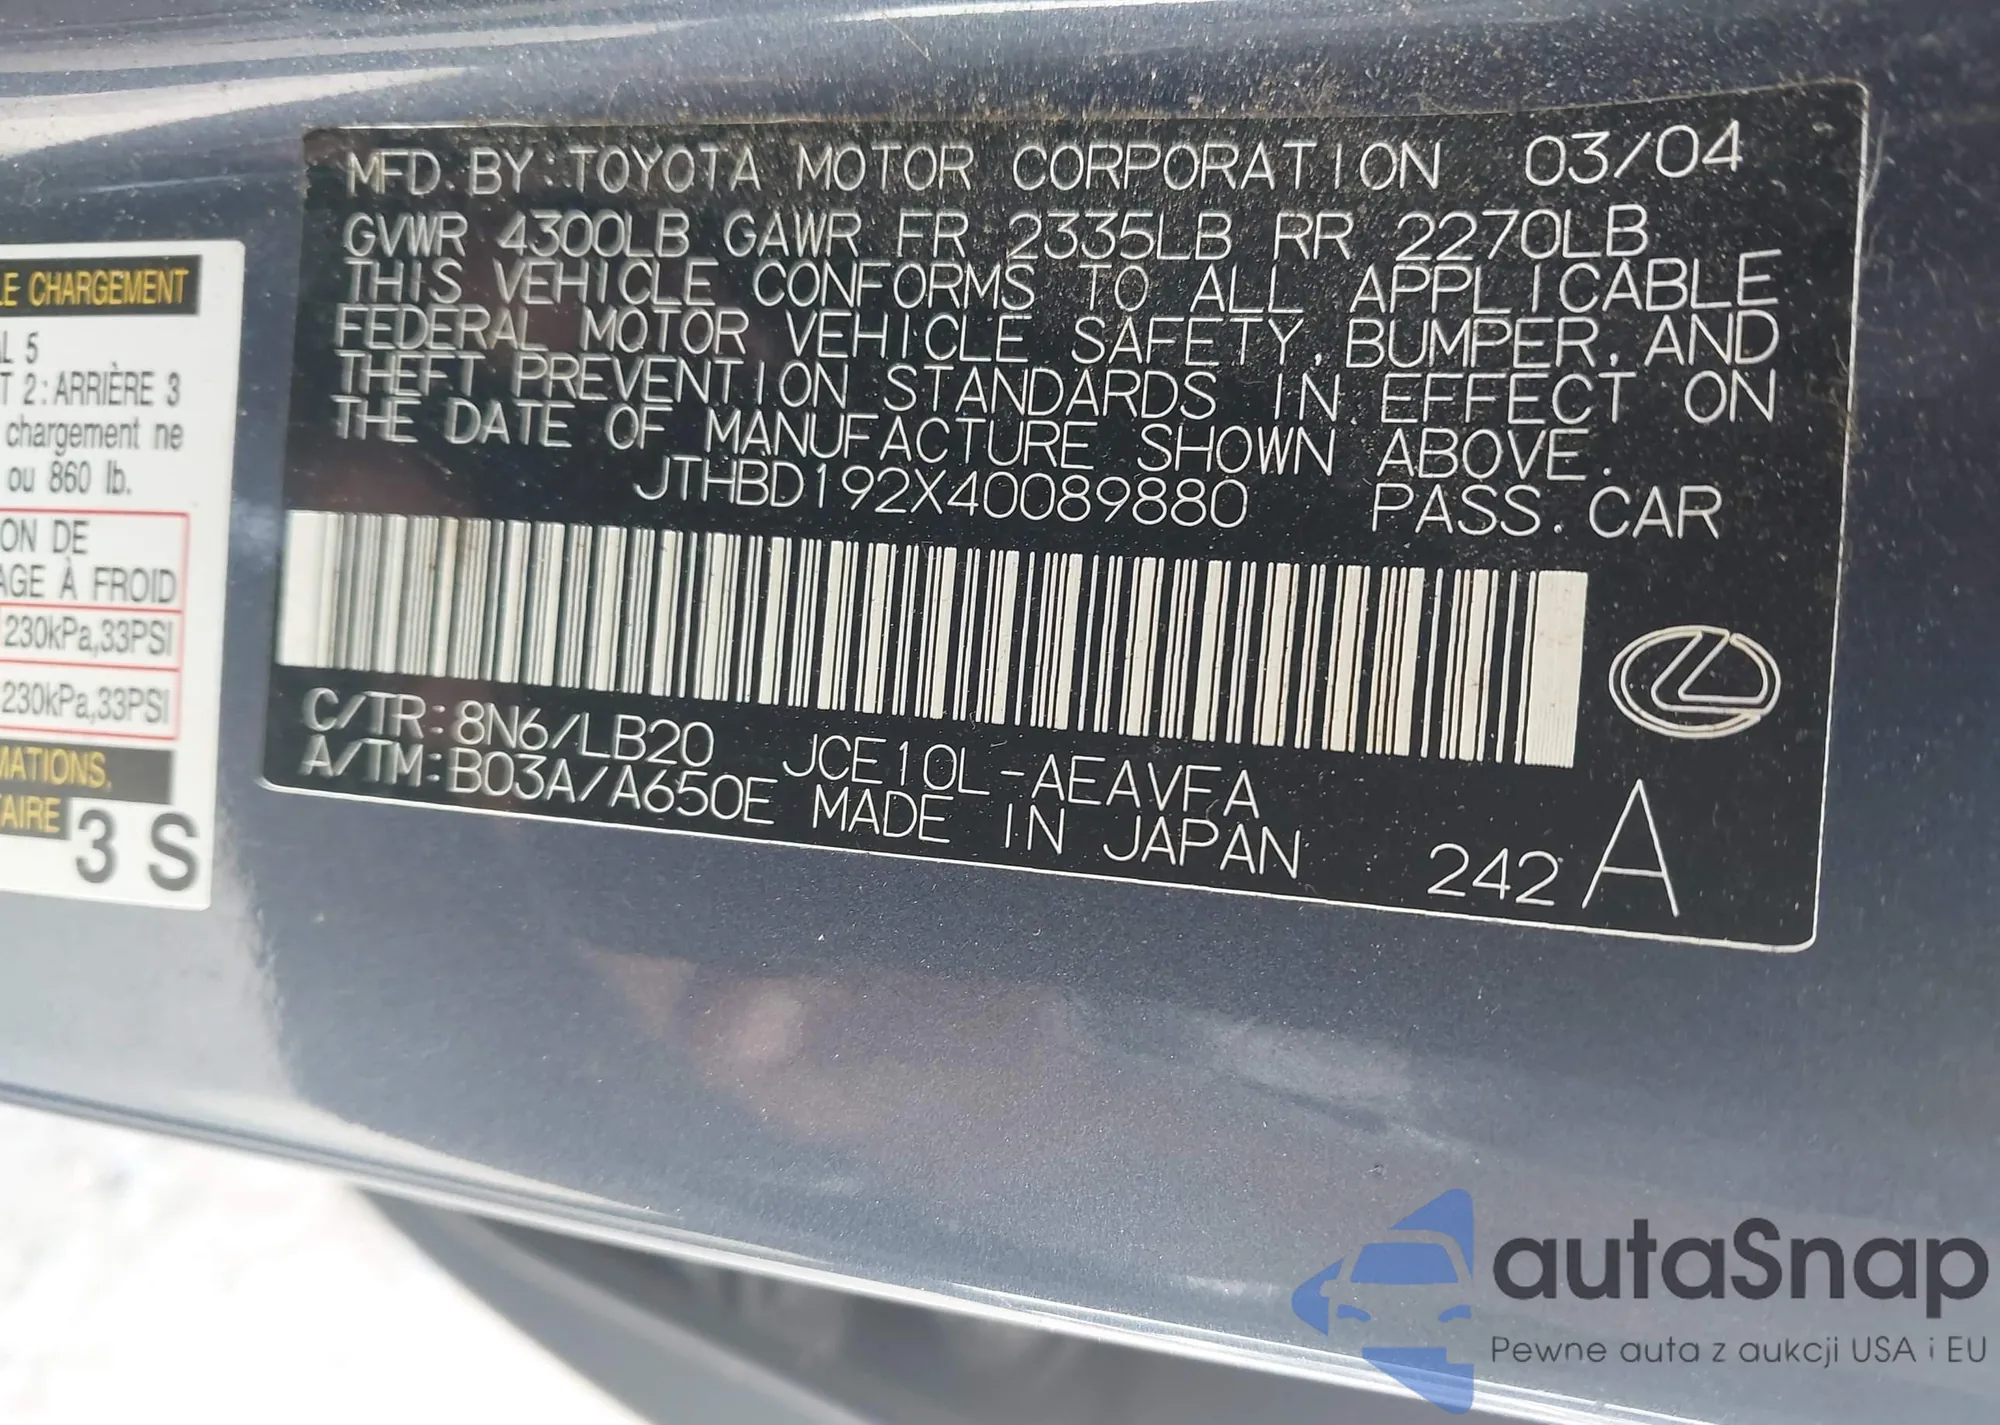 MFD. BY: TOYOTA MOTOR CORPORATION 03/04
GVWR 4300LB GAWR FR 2335LB RR 2270LB
THIS VEHICLE CONFORMS TO ALL APPLICABLE
FEDERAL MOTOR VEHICLE SAFETY, BUMPER, AND
THEFT PREVENTION STANDARDS IN EFFECT ON
THE DATE OF MANUFACTURE SHOWN ABOVE.
JTHBD192X40089880 PASS. CAR
C/TR: 8N6/LB20 JCE10L-AEAVFA
A/TM: B03A/A650E MADE IN JAPAN 242 A
LE CHARGEMENT
AL 5
T 2: ARRIÈRE 3
chargement ne
ou 860 lb.
ON DE
AGE À FROID
230kPa,33PSI
230kPa,33PSI
MATIONS,
AIRE
3 S
autaSnap
Pewne auta z aukcji USA i EU